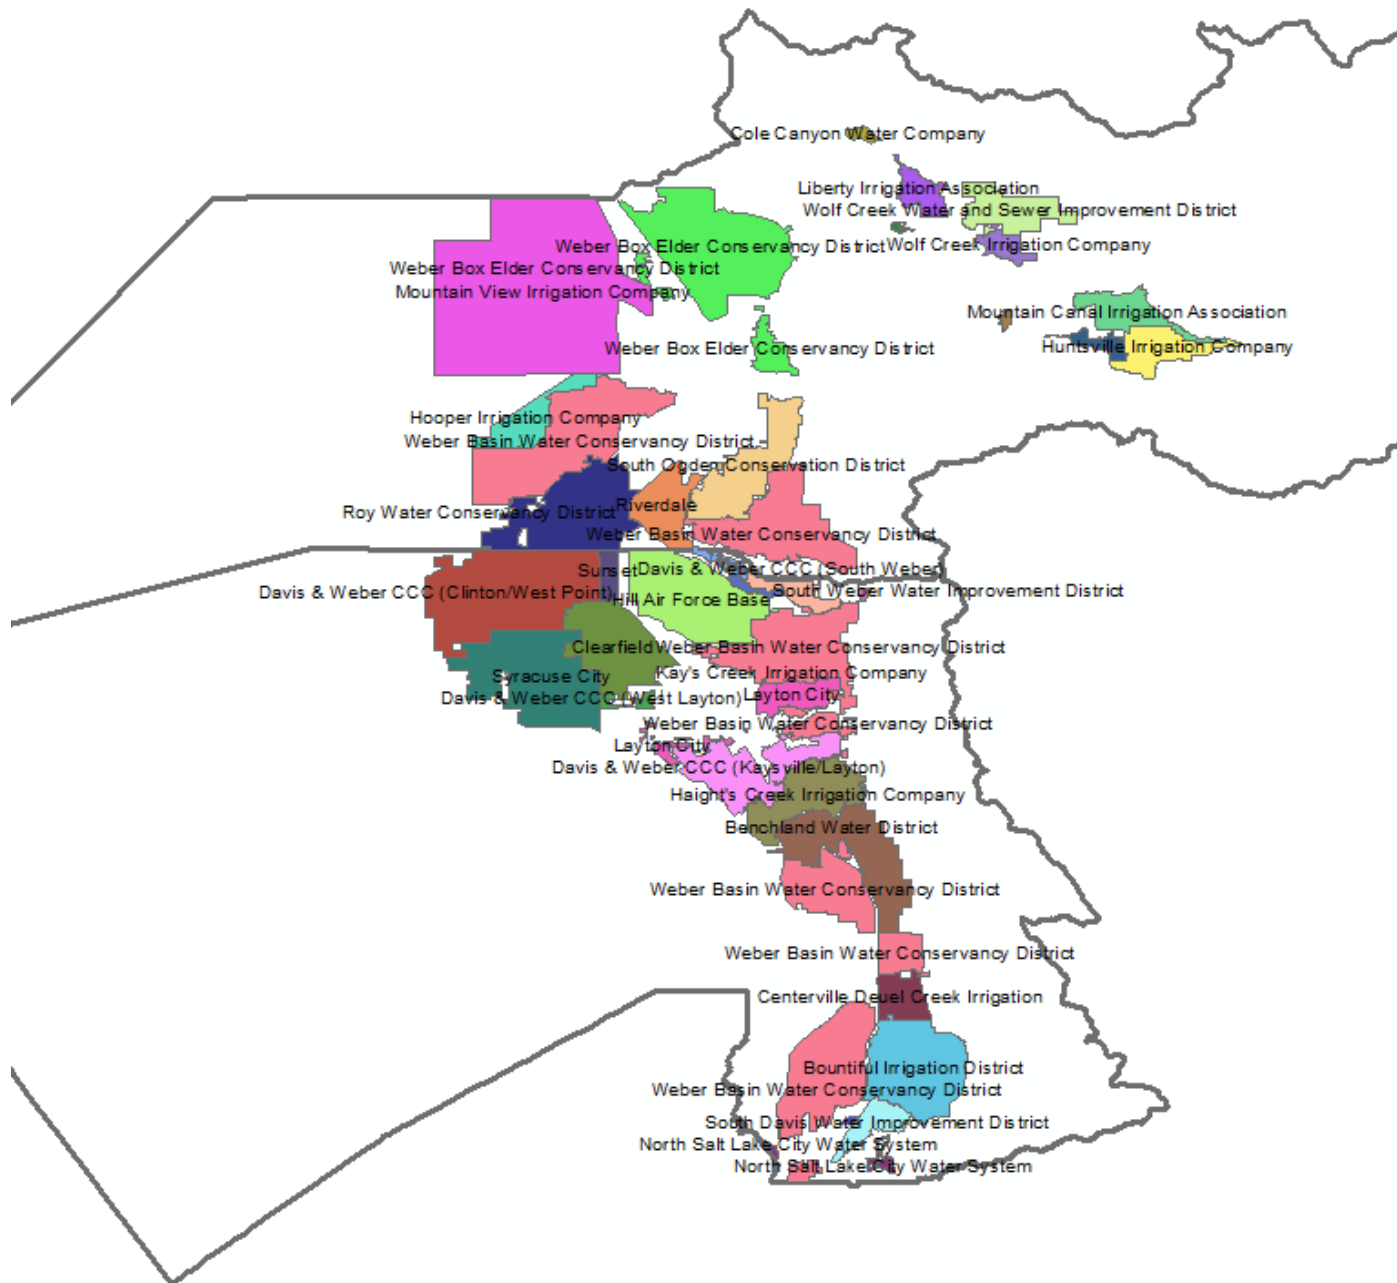 Cole Canyon Water Company
Liberty Irrigation Association
Wolf Creek Water and Sewer Improvement District
Weber Box Elder Conservancy District
Wolf Creek Irrigation Company
Weber Box Elder Conservancy District
Mountain View Irrigation Company
Mountain Canal Irrigation Association
Weber Box Elder Conservancy District
Huntsville Irrigation Company
Hooper Irrigation Company
Weber Basin Water Conservancy District
South Ogden Conservation District
Riverdale
Roy Water Conservancy District
Weber Basin Water Conservancy District
Sunset
Davis & Weber CCC (South Weber)
Davis & Weber CCC (Clinton/West Point)
South Weber Water Improvement District
Hill Air Force Base
Clearfield
Weber Basin Water Conservancy District
Syracuse City
Kay's Creek Irrigation Company
Davis & Weber CCC (West Layton)
Layton City
Weber Basin Water Conservancy District
Layton City
Davis & Weber CCC (Kaysville/Layton)
Haight's Creek Irrigation Company
Benchland Water District
Weber Basin Water Conservancy District
Weber Basin Water Conservancy District
Centerville Deuel Creek Irrigation
Bountiful Irrigation District
Weber Basin Water Conservancy District
South Davis Water Improvement District
North Salt Lake City Water System
North Salt Lake City Water System